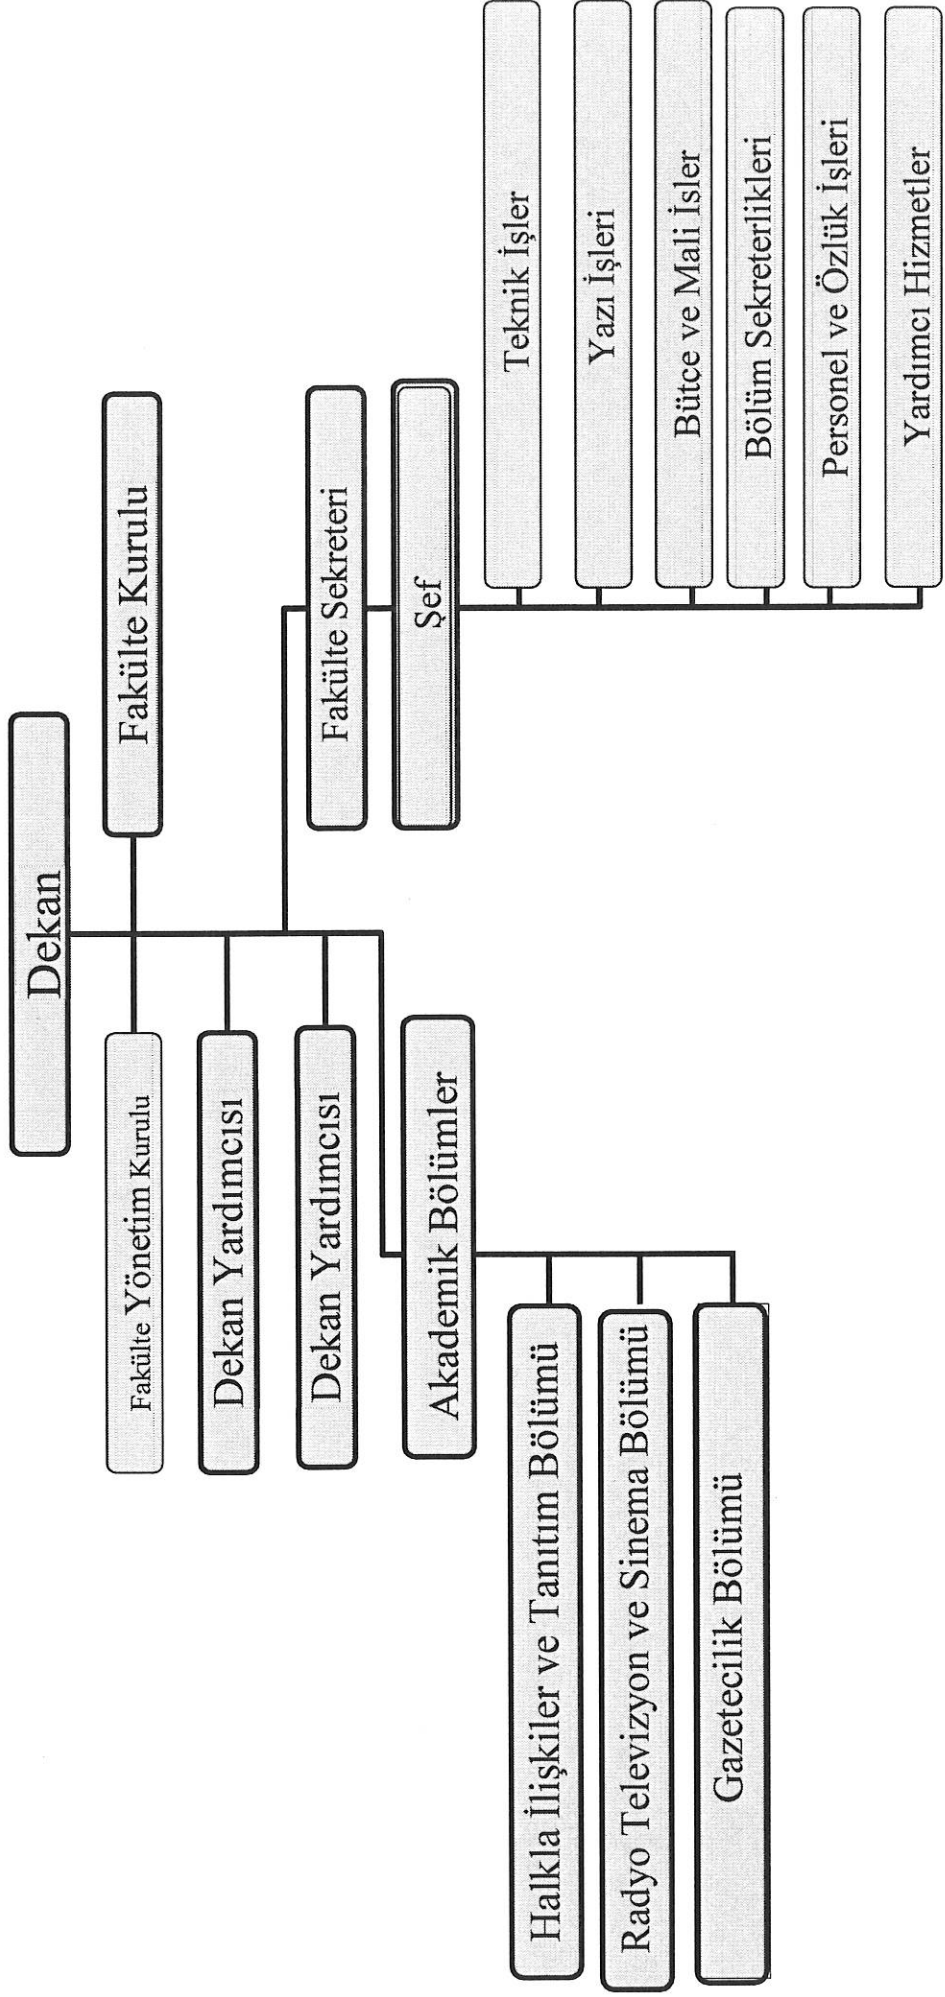 Dekan
Fakülte Yönetim Kurulu
Fakülte Kurulu
Dekan Yardımcısı
Dekan Yardımcısı
Fakülte Sekreteri
Şef
Akademik Bölümler
Halkla İlişkiler ve Tanıtım Bölümü
Radyo Televizyon ve Sinema Bölümü
Gazetecilik Bölümü
Teknik İşler
Yazı İşleri
Bütçe ve Mali İşler
Bölüm Sekreterlikleri
Personel ve Özlük İşleri
Yardımcı Hizmetler